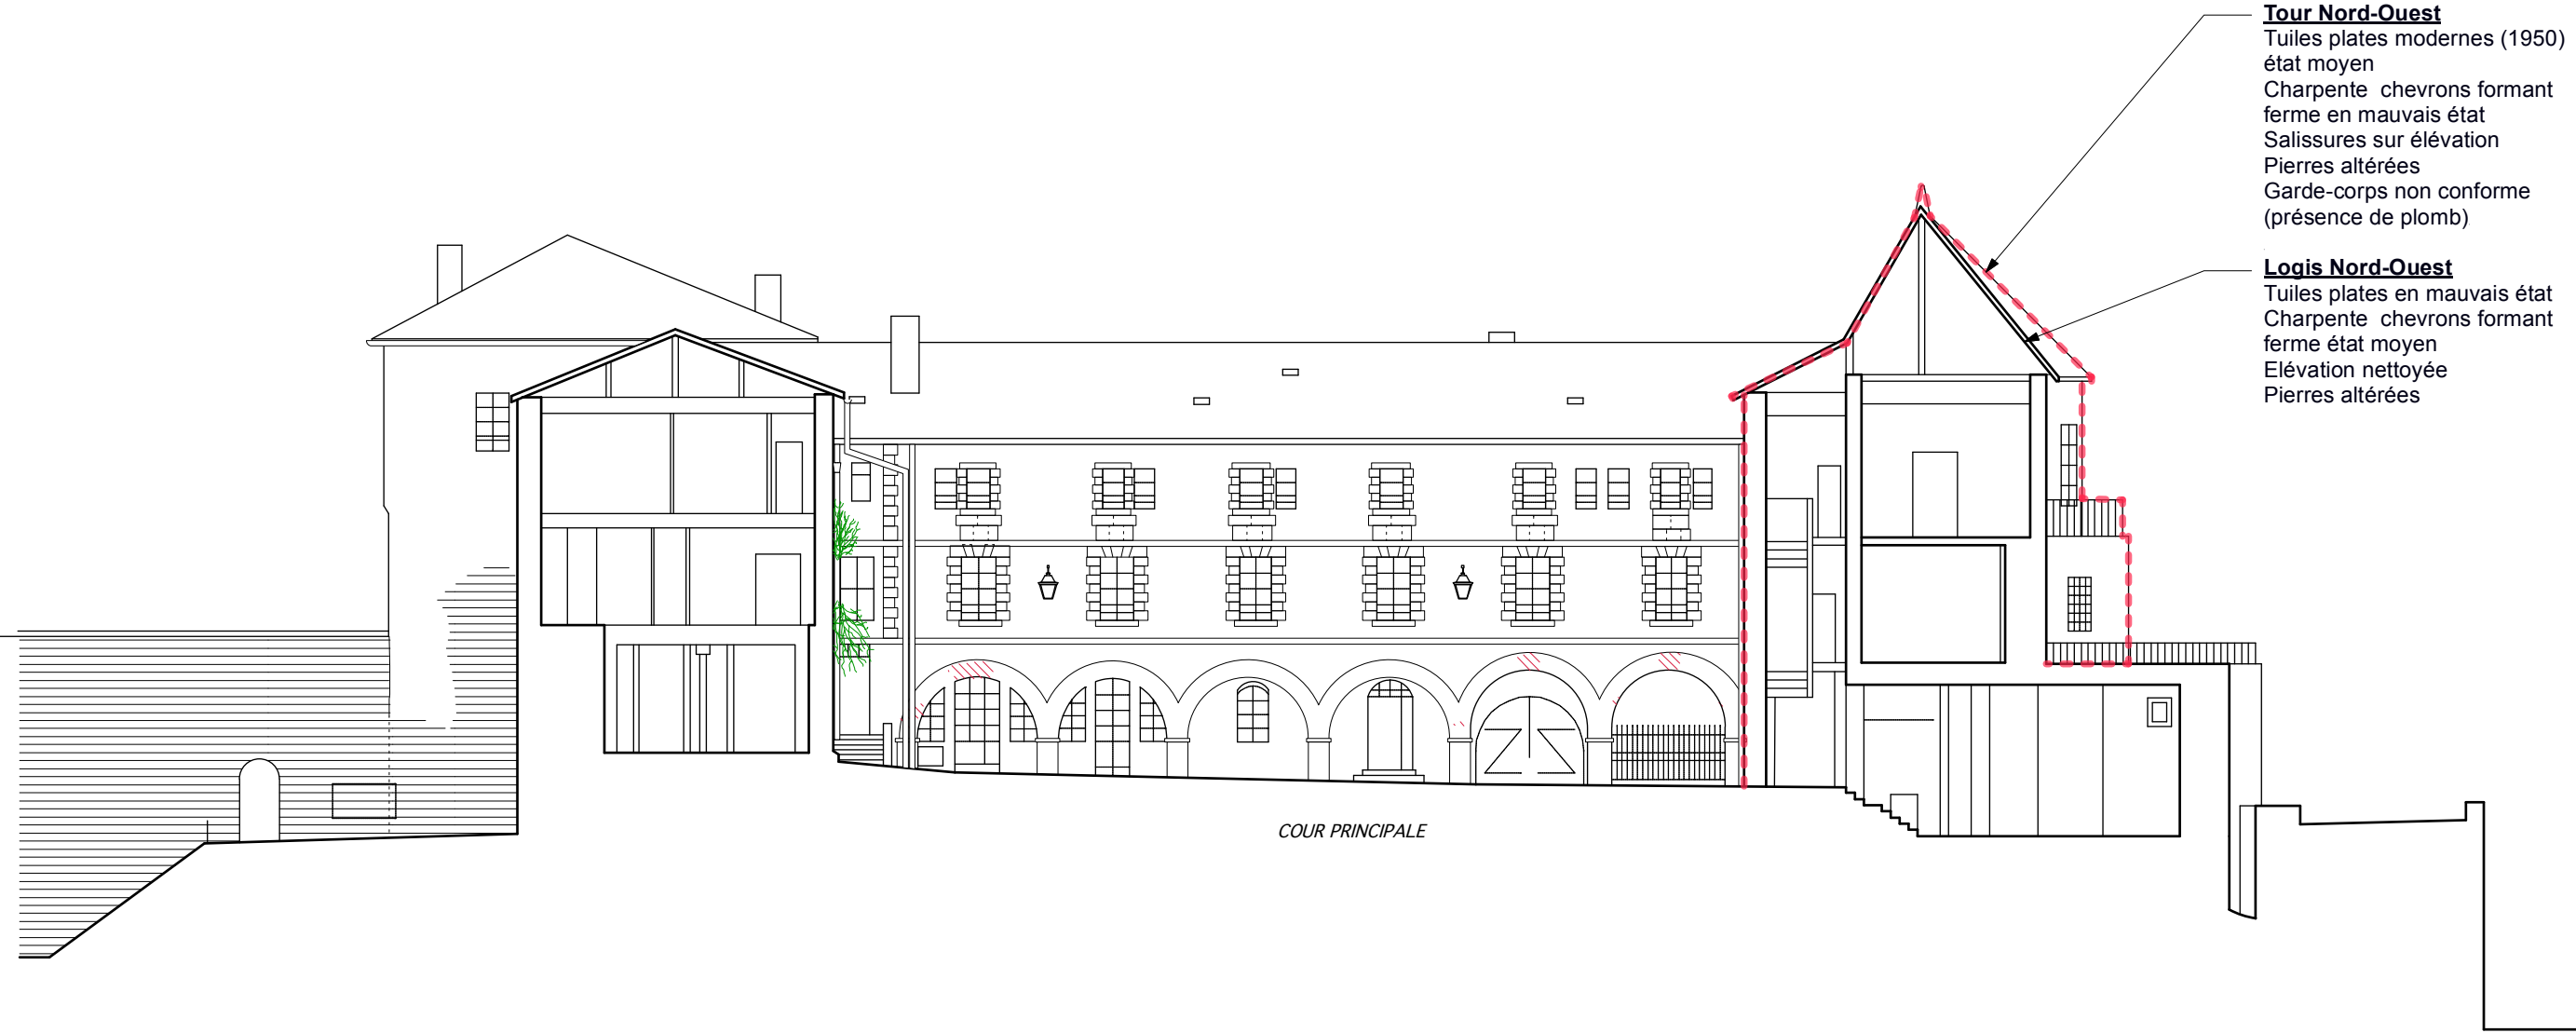 Tour Nord-Ouest
Tuiles plates modernes (1950)
état moyen
Charpente  chevrons formant
ferme en mauvais état
Salissures sur élévation
Pierres altérées
Garde-corps non conforme
(présence de plomb)
Logis Nord-Ouest
Tuiles plates en mauvais état
Charpente  chevrons formant
ferme état moyen
Elévation nettoyée
Pierres altérées
COUR PRINCIPALE